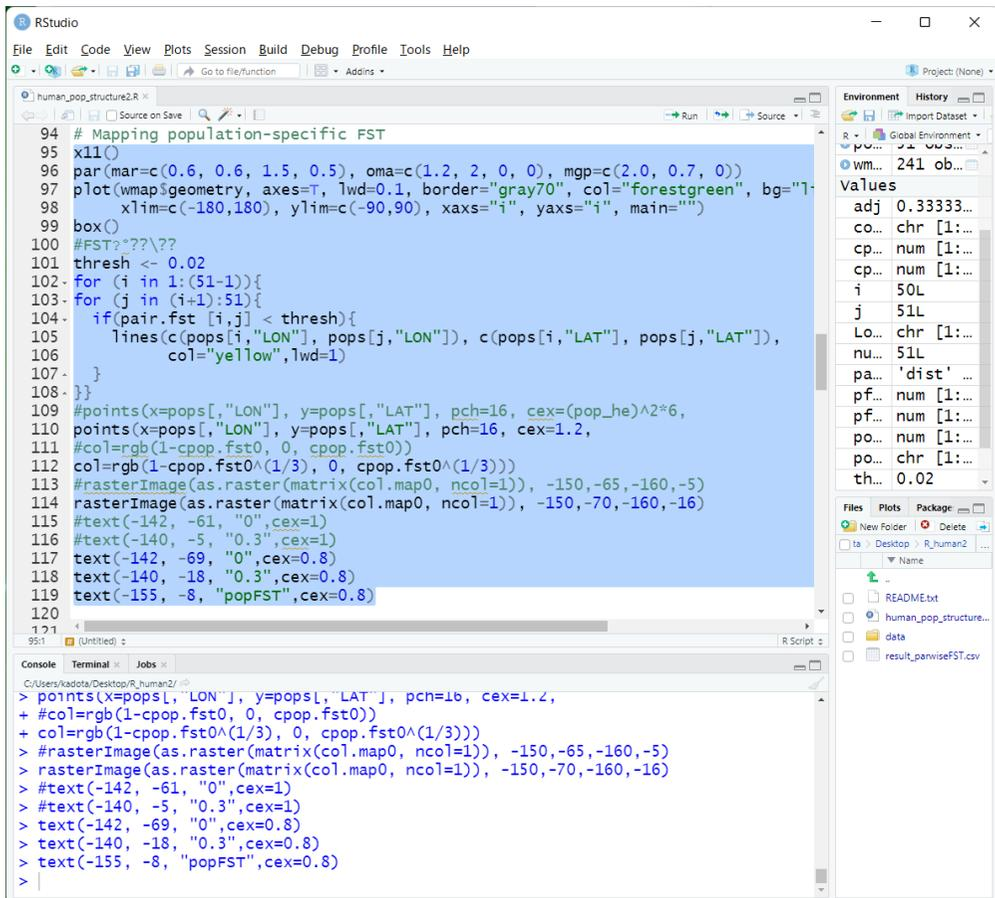 RStudio
File Edit Code View Plots Session Build Debug Profile Tools Help
Go to file/function Addins
Project: (None)
human_pop_structure2.R
Source on Save Run Source
94 # Mapping population-specific FST
95 x11()
96 par(mar=c(0.6, 0.6, 1.5, 0.5), oma=c(1.2, 2, 0, 0), mgp=c(2.0, 0.7, 0))
97 plot(wmap$geometry, axes=T, lwd=0.1, border="gray70", col="forestgreen", bg="li
98 xlim=c(-180,180), ylim=c(-90,90), xaxs="i", yaxs="i", main="")
99 box()
100 #FST?°??\??
101 thresh <- 0.02
102 for (i in 1:(51-1)){
103 for (j in (i+1):51){
104 if(pair.fst [i,j] < thresh){
105 lines(c(pops[i,"LON"], pops[j,"LON"]), c(pops[i,"LAT"], pops[j,"LAT"]),
106 col="yellow",lwd=1)
107 }
108 }}
109 #points(x=pops[,"LON"], y=pops[,"LAT"], pch=16, cex=(pop_he)^2*6,
110 points(x=pops[,"LON"], y=pops[,"LAT"], pch=16, cex=1.2,
111 #col=rgb(1-cpop.fst0, 0, cpop.fst0))
112 col=rgb(1-cpop.fst0^(1/3), 0, cpop.fst0^(1/3)))
113 #rasterImage(as.raster(matrix(col.map0, ncol=1)), -150,-65,-160,-5)
114 rasterImage(as.raster(matrix(col.map0, ncol=1)), -150,-70,-160,-16)
115 #text(-142, -61, "0",cex=1)
116 #text(-140, -5, "0.3",cex=1)
117 text(-142, -69, "0",cex=0.8)
118 text(-140, -18, "0.3",cex=0.8)
119 text(-155, -8, "popFST",cex=0.8)
120
121
95:1 (Untitled) R Script
Console Terminal Jobs
C:/Users/kadota/Desktop/R_human2/
> points(x=pops[,"LON"], y=pops[,"LAT"], pch=16, cex=1.2,
+ #col=rgb(1-cpop.fst0, 0, cpop.fst0))
+ col=rgb(1-cpop.fst0^(1/3), 0, cpop.fst0^(1/3)))
> #rasterImage(as.raster(matrix(col.map0, ncol=1)), -150,-65,-160,-5)
> rasterImage(as.raster(matrix(col.map0, ncol=1)), -150,-70,-160,-16)
> #text(-142, -61, "0",cex=1)
> #text(-140, -5, "0.3",cex=1)
> text(-142, -69, "0",cex=0.8)
> text(-140, -18, "0.3",cex=0.8)
> text(-155, -8, "popFST",cex=0.8)
>
Environment History
Import Dataset
R Global Environment
po... 51 obs...
wm... 241 ob...
Values
adj 0.33333...
co... chr [1:...
cp... num [1:...
cp... num [1:...
i 50L
j 51L
Lo... chr [1:...
nu... 51L
pa... 'dist' ...
pf... num [1:...
pf... num [1:...
po... num [1:...
po... chr [1:...
th... 0.02
Files Plots Package
New Folder Delete
ta > Desktop > R_human2 ...
Name
..
README.txt
human_pop_structure...
data
result_parwiseFST.csv